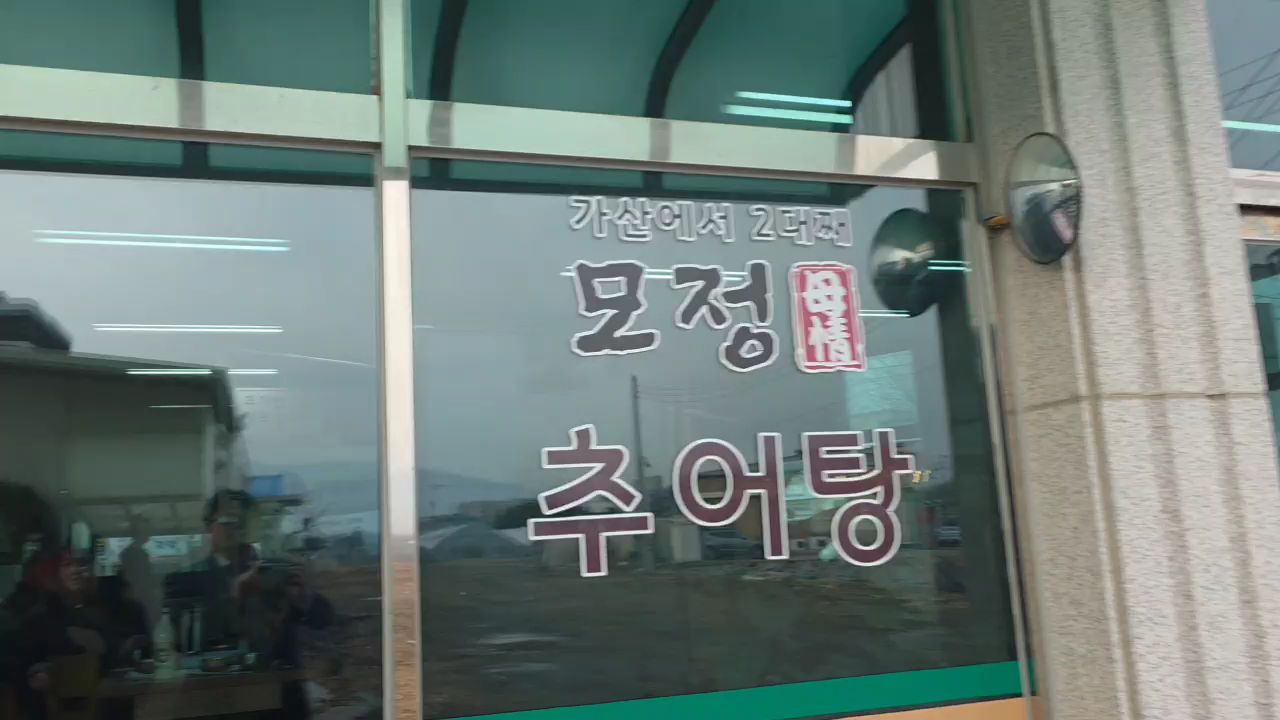 가산에서 2대째
모정 母情
추어탕